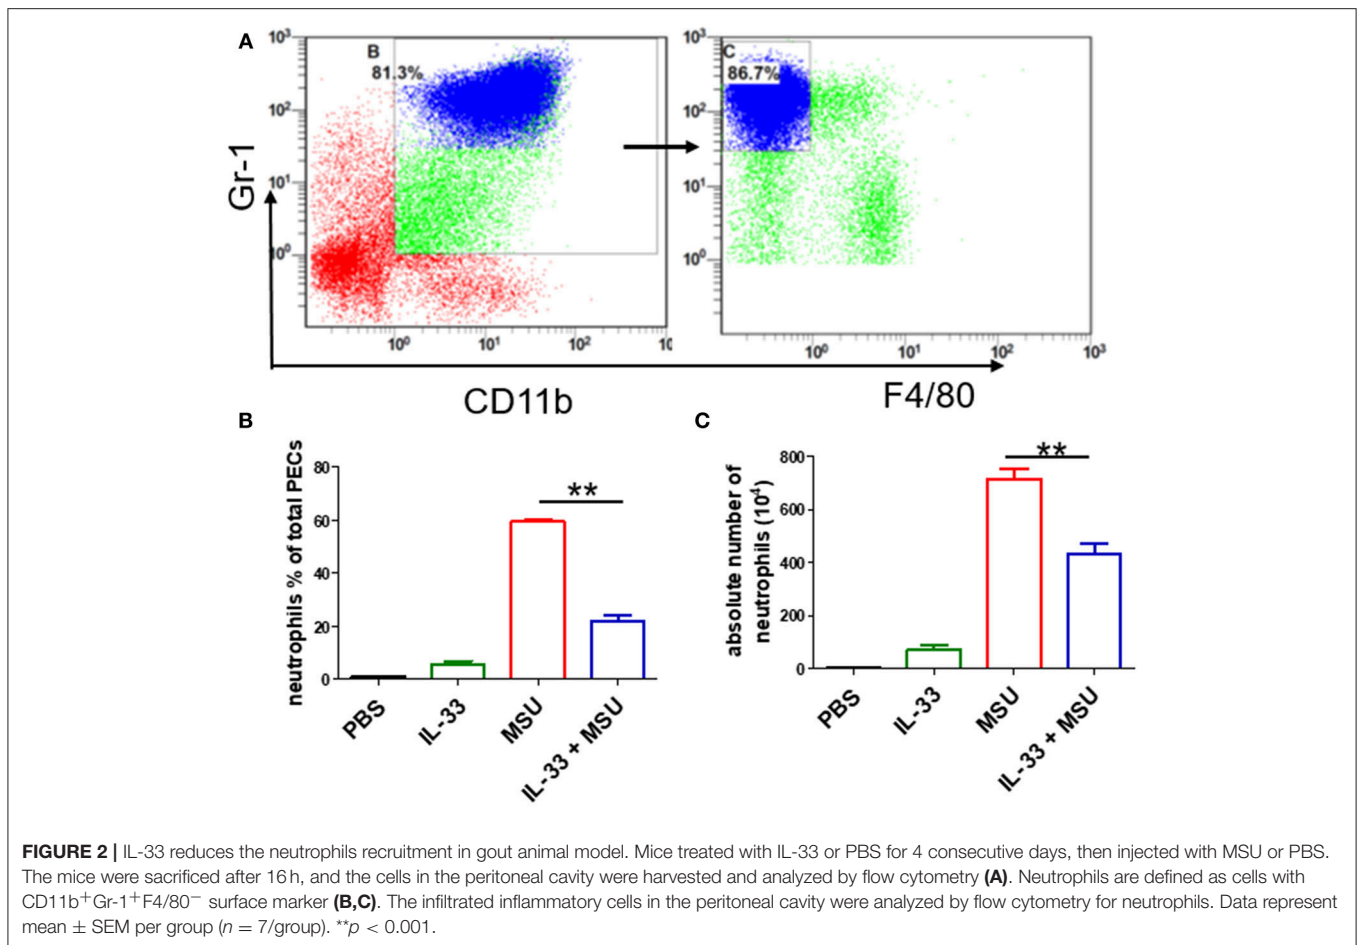 A
10³
10²
10¹
10⁰
B
81.3%
10⁰
10¹
10²
10
Gr-1
CD11b
10³
10²
10¹
10⁰
C
86.7%
10⁰
10¹
10²
10³
F4/80
B
neutrophils % of total PECs
80
60
40
20
0
**
PBS
IL-33
MSU
IL-33 + MSU
C
absolute number of
neutrophils (10⁴)
800
600
400
200
0
**
PBS
IL-33
MSU
IL-33 + MSU
FIGURE 2 | IL-33 reduces the neutrophils recruitment in gout animal model. Mice treated with IL-33 or PBS for 4 consecutive days, then injected with MSU or PBS.
The mice were sacrificed after 16 h, and the cells in the peritoneal cavity were harvested and analyzed by flow cytometry (A). Neutrophils are defined as cells with
CD11b⁺Gr-1⁺F4/80⁻ surface marker (B,C). The infiltrated inflammatory cells in the peritoneal cavity were analyzed by flow cytometry for neutrophils. Data represent
mean ± SEM per group (n = 7/group). **p < 0.001.